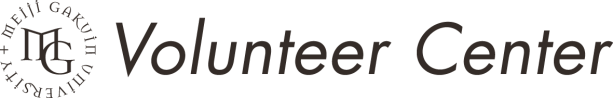 MEIJI GAKUIN UNIVERSITY +
MG
Volunteer Center